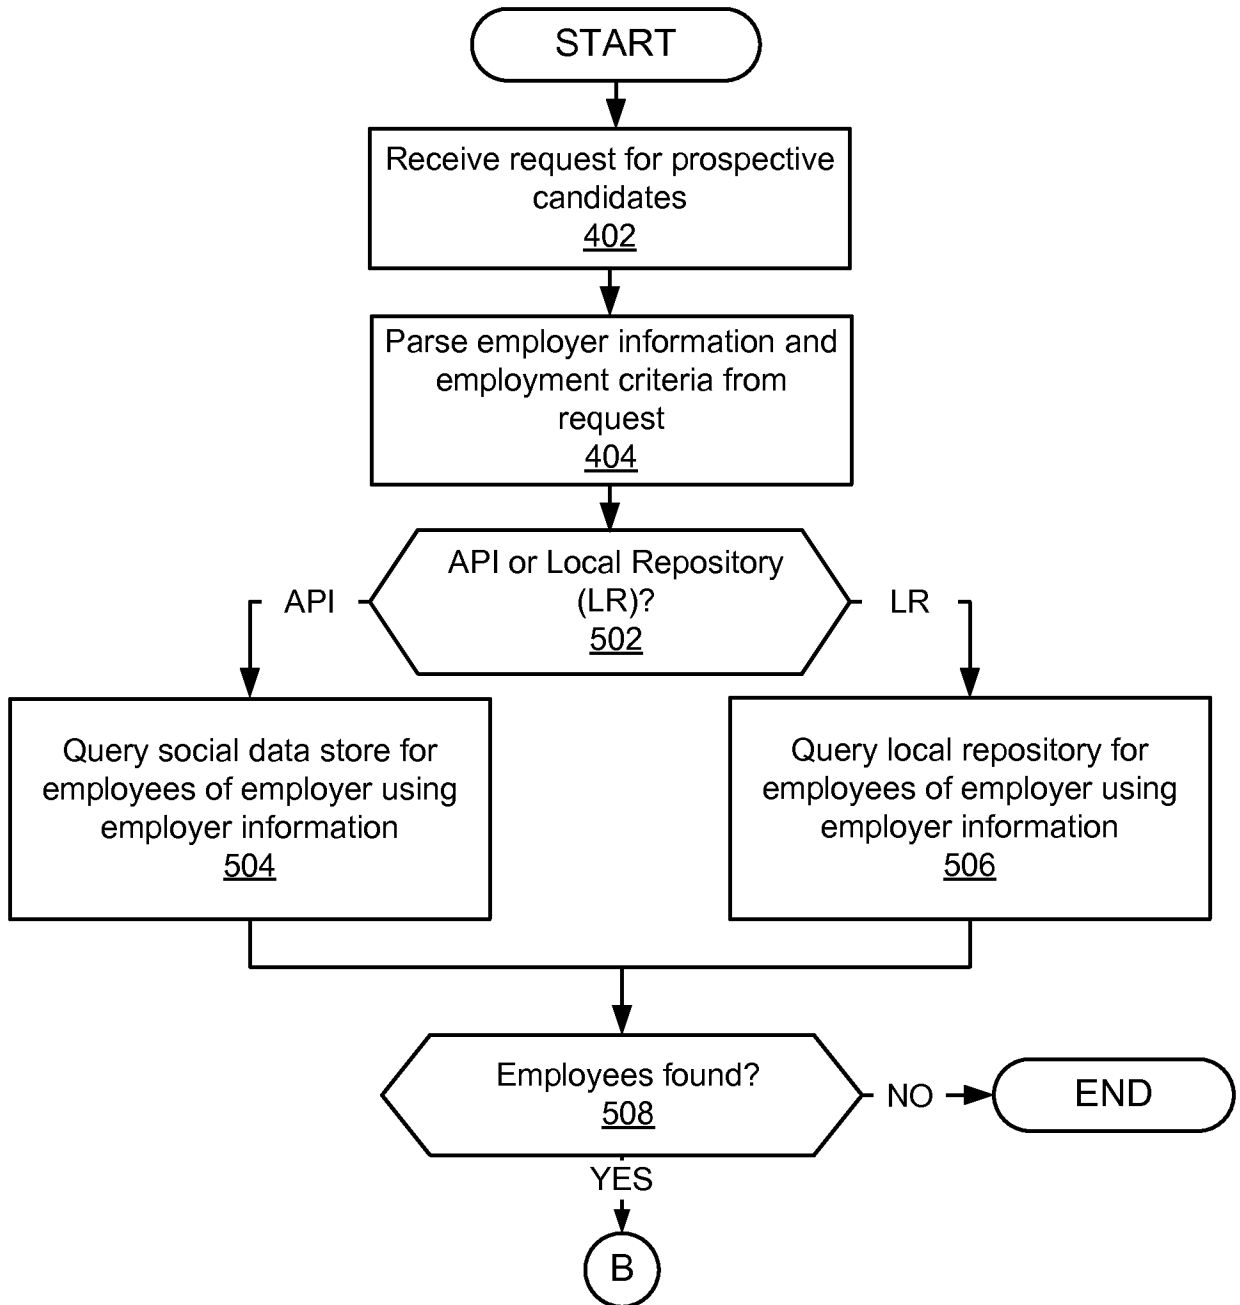 START
Receive request for prospective
candidates
402
Parse employer information and
employment criteria from
request
404
API or Local Repository
(LR)?
502
API
LR
Query social data store for
employees of employer using
employer information
504
Query local repository for
employees of employer using
employer information
506
Employees found?
508
NO
END
YES
B